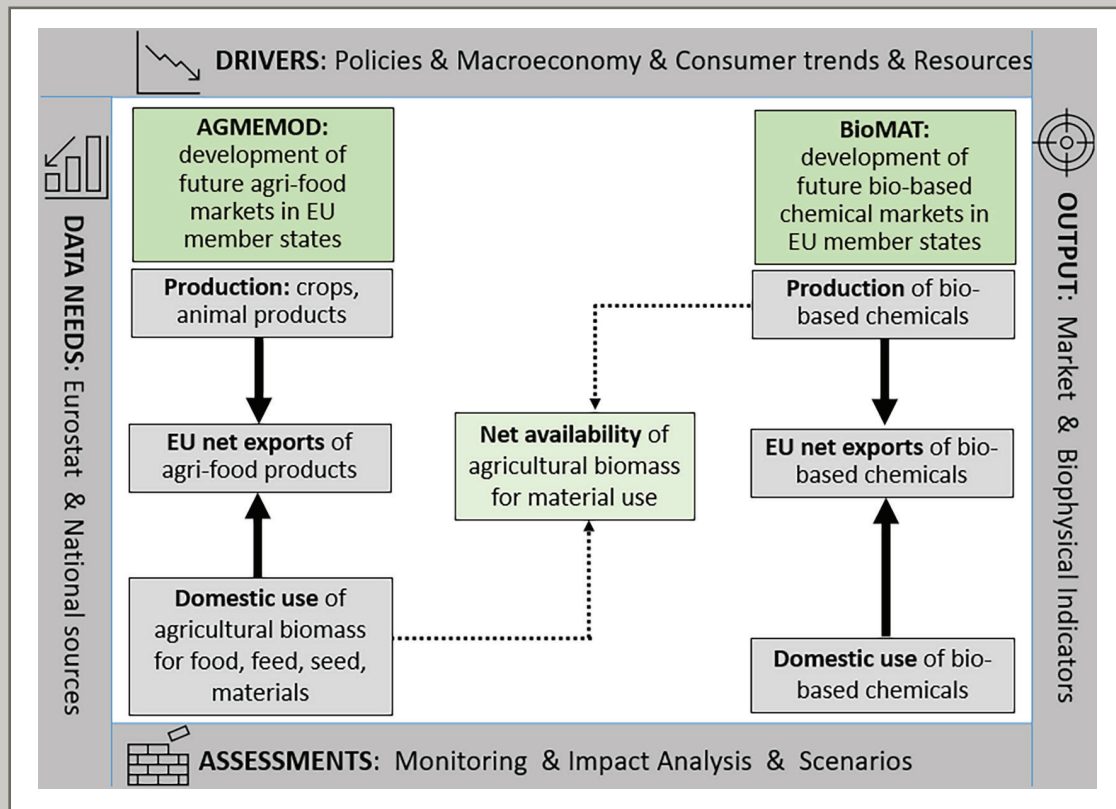 DRIVERS: Policies & Macroeconomy & Consumer trends & Resources
DATA NEEDS: Eurostat & National sources
AGMEMOD:
development of
future agri-food
markets in EU
member states
Production: crops,
animal products
EU net exports of
agri-food products
Domestic use of
agricultural biomass
for food, feed, seed,
materials
Net availability of
agricultural biomass
for material use
BioMAT:
development of
future bio-based
chemical markets in
EU member states
Production of bio-
based chemicals
EU net exports of bio-
based chemicals
Domestic use of bio-
based chemicals
OUTPUT: Market & Biophysical Indicators
ASSESSMENTS: Monitoring & Impact Analysis & Scenarios